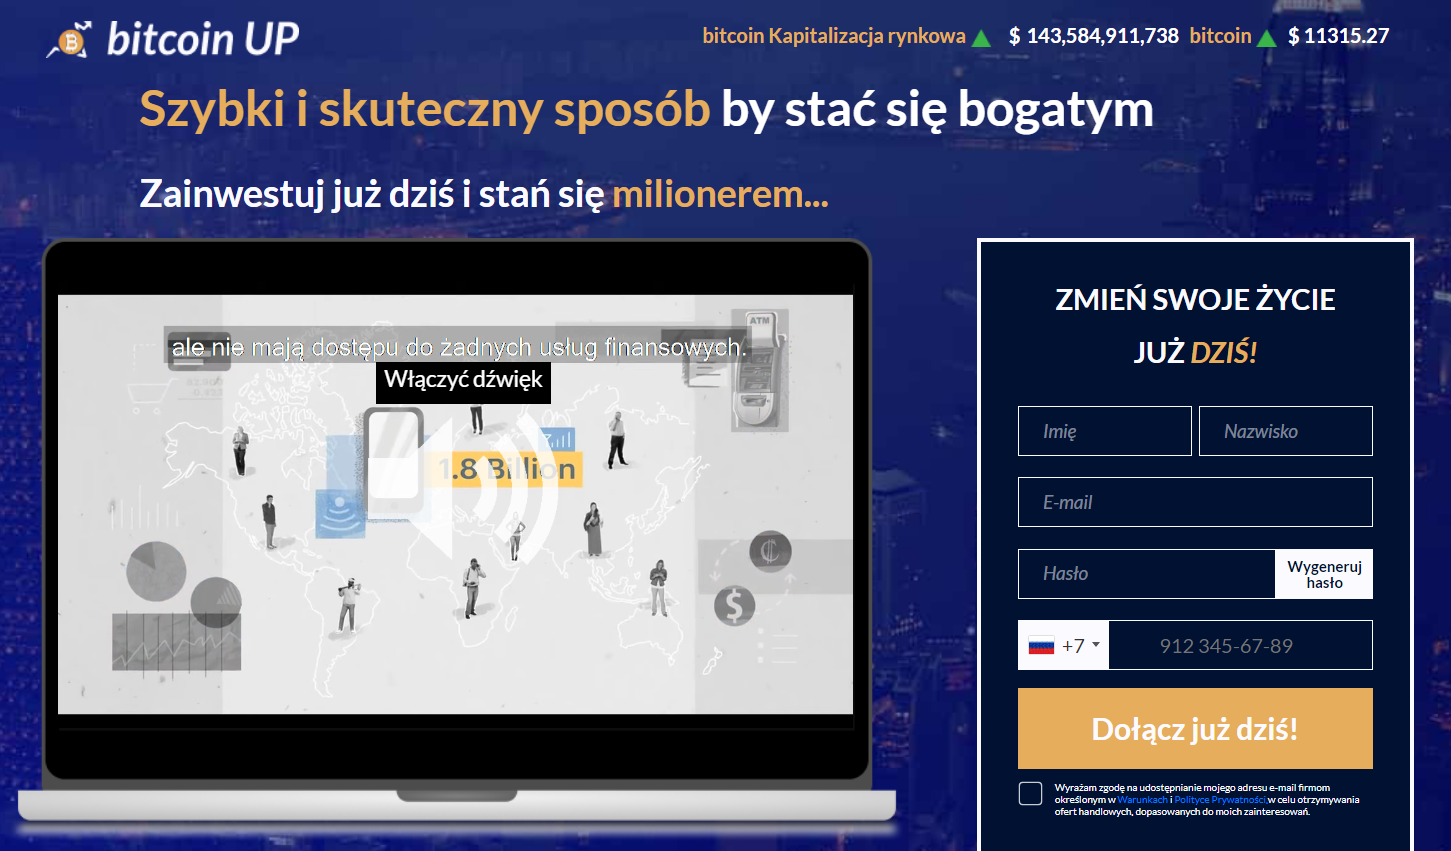 bitcoin UP
bitcoin Kapitalizacja rynkowa $ 143,584,911,738 bitcoin $ 11315.27
Szybki i skuteczny sposób by stać się bogatym
Zainwestuj już dziś i stań się milionerem...
ATM
ale nie mają dostępu do żadnych usług finansowych.
Włączyć dźwięk
1.8 Billion
ZMIEŃ SWOJE ŻYCIE
JUŻ DZIŚ!
Imię
Nazwisko
E-mail
Hasło
Wygeneruj
hasło
+7
912 345-67-89
Dołącz już dziś!
Wyrażam zgodę na udostępnianie mojego adresu e-mail firmom
określonym w Warunkach i Polityce Prywatności,w celu otrzymywania
ofert handlowych, dopasowanych do moich zainteresowań.